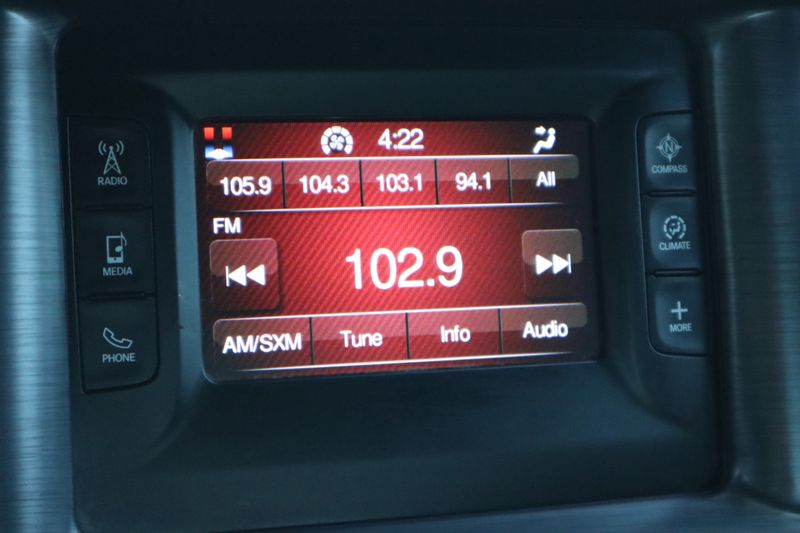 4:22
105.9 104.3 103.1 94.1 All
FM
102.9
AM/SXM Tune Info Audio
RADIO
MEDIA
PHONE
N
COMPASS
CLIMATE
MORE